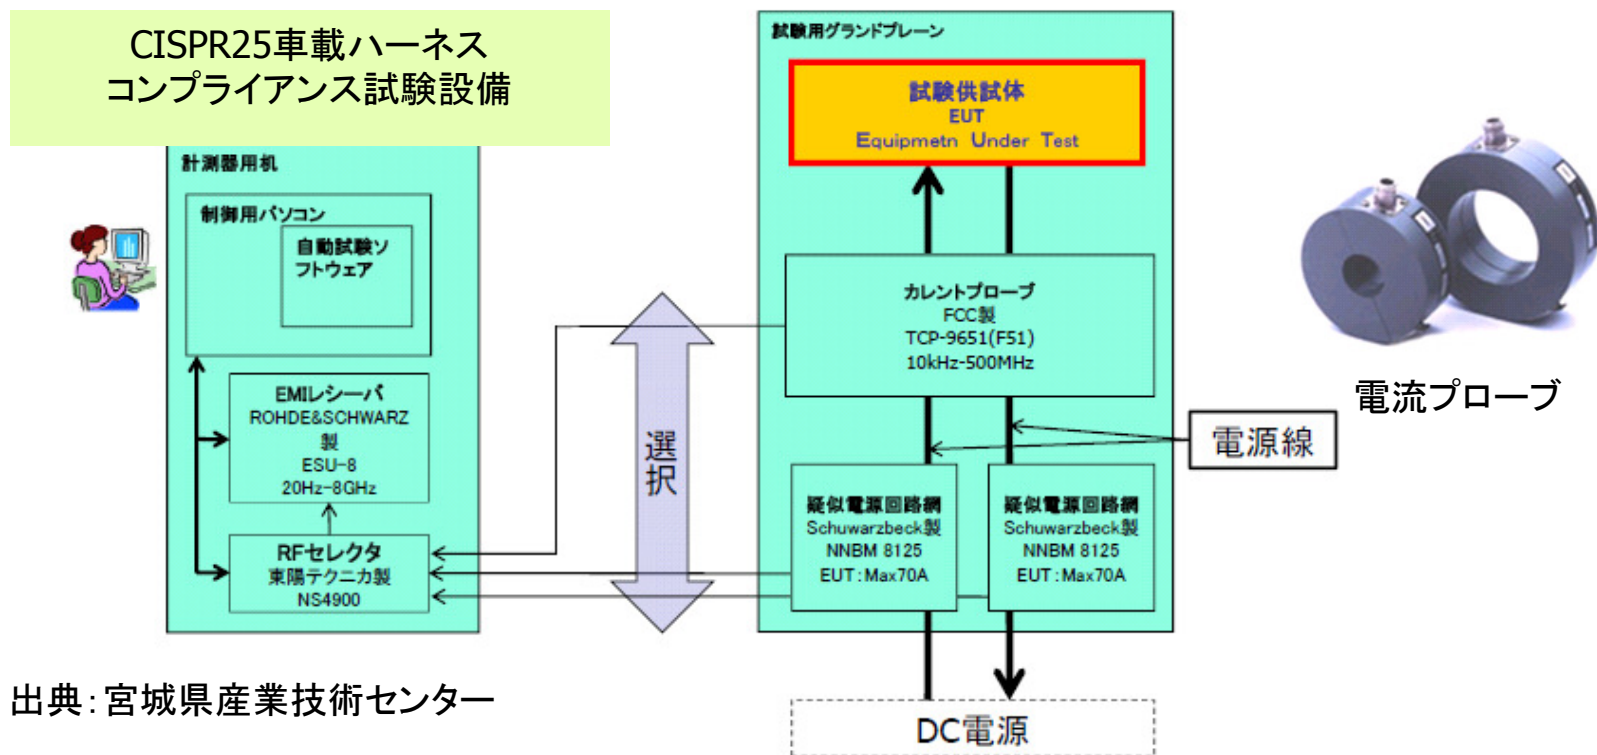 CISPR25車載ハーネス
コンプライアンス試験設備
計測器用机
制御用パソコン
自動試験ソ
フトウェア
EMIレシーバ
ROHDE&SCHWARZ
製
ESU-8
20Hz-8GHz
RFセレクタ
東陽テクニカ製
NS4900
選択
試験用グランドプレーン
試験供試体
EUT
Equipmetn Under Test
カレントプローブ
FCC製
TCP-9651(F51)
10kHz-500MHz
電流プローブ
電源線
疑似電源回路網
Schuwarzbeck製
NNBM 8125
EUT:Max70A
疑似電源回路網
Schuwarzbeck製
NNBM 8125
EUT:Max70A
DC電源
出典:宮城県産業技術センター